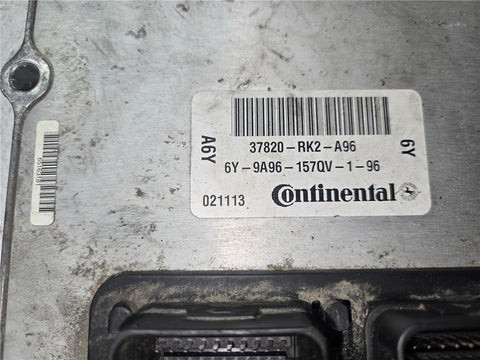 A6Y
37820-RK2-A96
6Y-9A96-157QV-1-96
6Y
021113
Continental